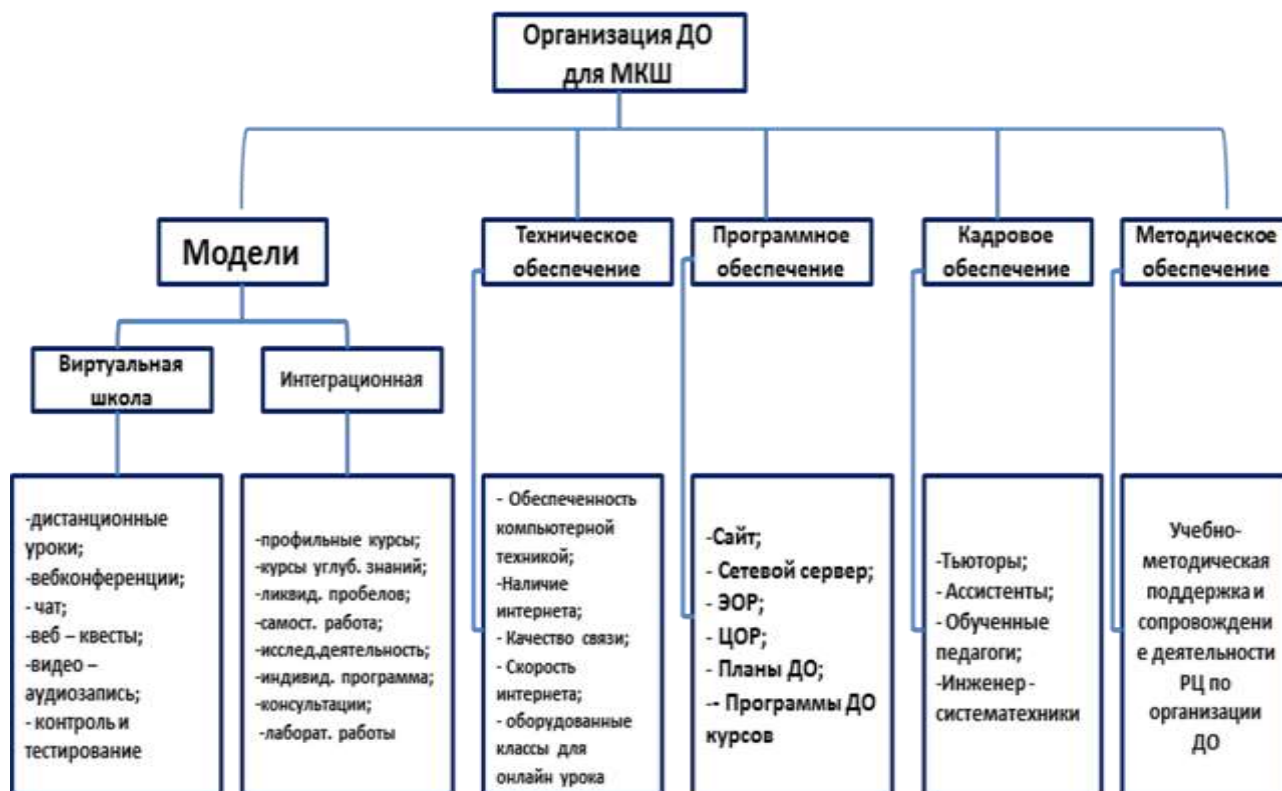 Организация ДО
для МКШ
Модели
Техническое
обеспечение
Программное
обеспечение
Кадровое
обеспечение
Методическое
обеспечение
Виртуальная
школа
Интеграционная
-дистанционные
уроки;
-вебконференции;
- чат;
-веб – квесты;
-видео –
аудиозапись;
- контроль и
тестирование
-профильные курсы;
-курсы углуб. знаний;
-ликвид. пробелов;
-самост. работа;
-исслед.деятельность;
-индивид. программа;
-консультации;
-лаборат. работы
- Обеспеченность
компьютерной
техникой;
-Наличие
интернета;
- Качество связи;
- Скорость
интернета;
- оборудованные
классы для
онлайн урока
-Сайт;
- Сетевой сервер;
- ЭОР;
- ЦОР;
- Планы ДО;
-- Программы ДО
курсов
-Тьюторы;
- Ассистенты;
- Обученные
педагоги;
-Инженер -
систематехники
Учебно-
методическая
поддержка и
сопровождени
е деятельности
РЦ по
организации
ДО